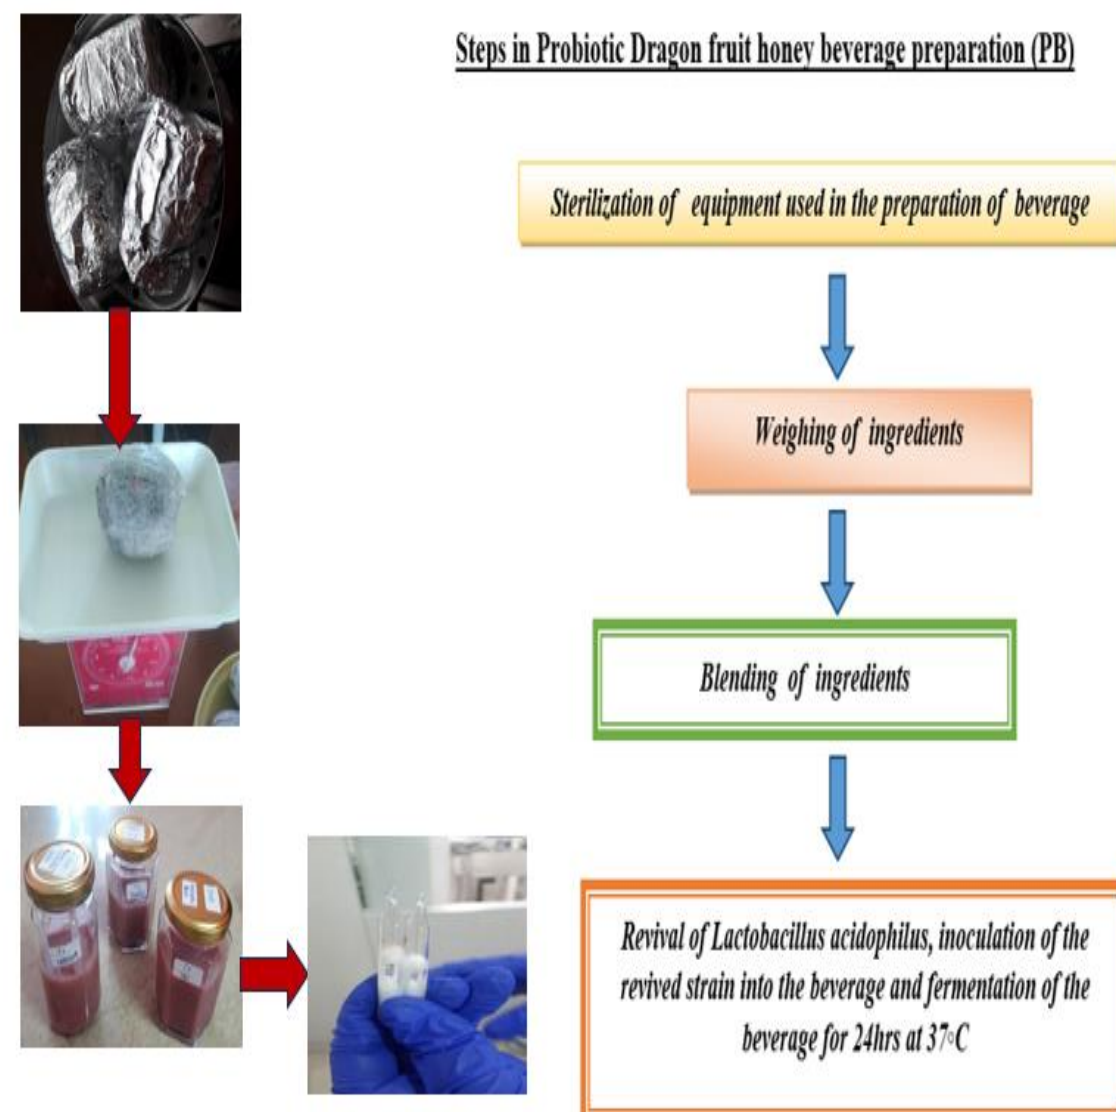 Steps in Probiotic Dragon fruit honey beverage preparation (PB)
Sterilization of equipment used in the preparation of beverage
Weighing of ingredients
Blending of ingredients
Revival of Lactobacillus acidophilus, inoculation of the
revived strain into the beverage and fermentation of the
beverage for 24hrs at 37◦C